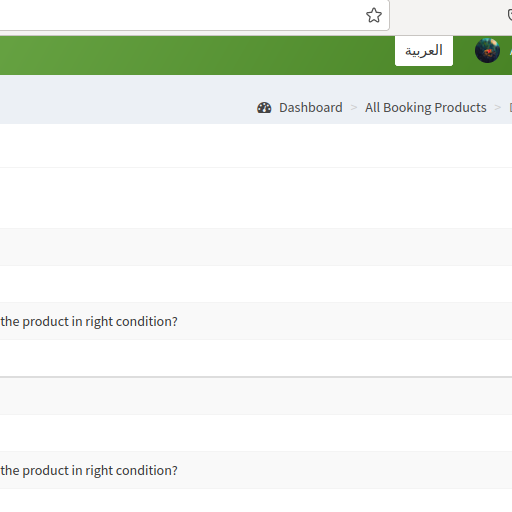 العربية
Dashboard > All Booking Products >
the product in right condition?
the product in right condition?